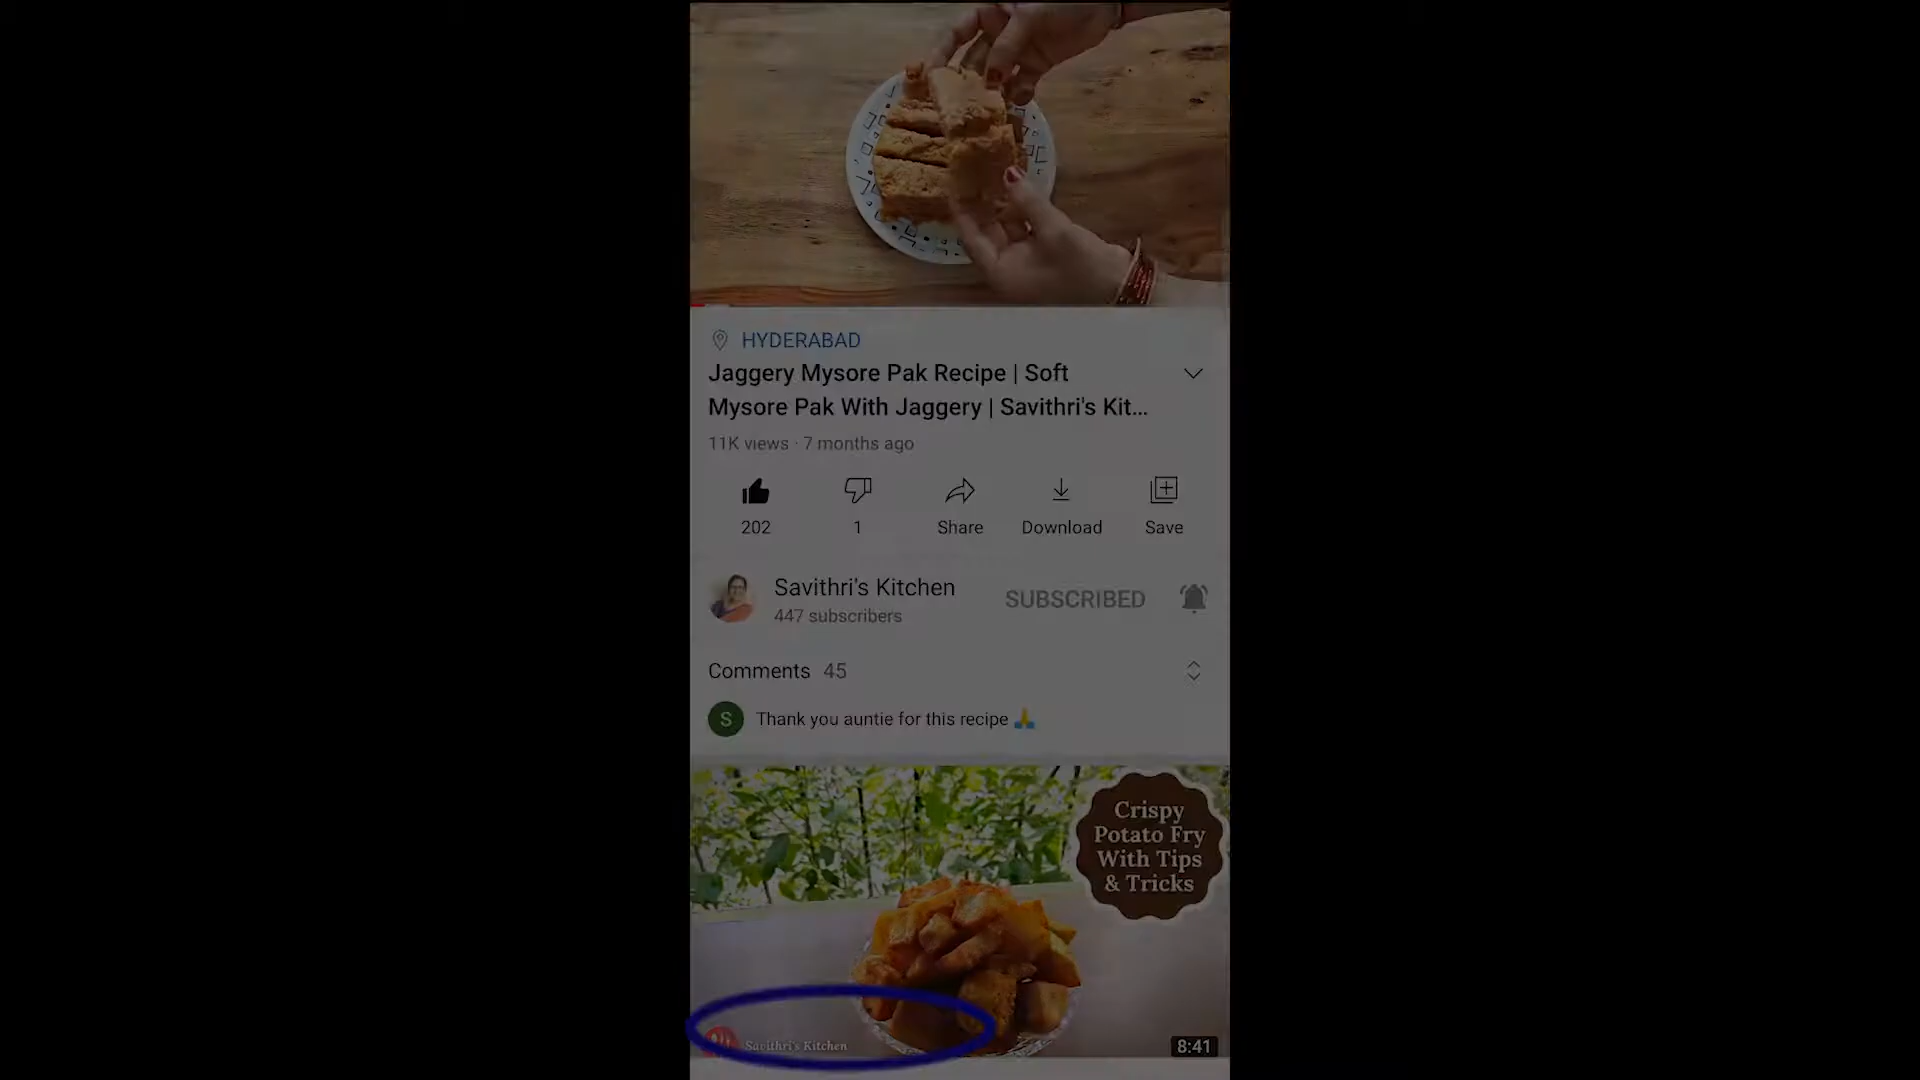 HYDERABAD
Jaggery Mysore Pak Recipe | Soft
Mysore Pak With Jaggery | Savithri's Kit...
11K views · 7 months ago
202
1
Share
Download
Save
Savithri's Kitchen
447 subscribers
SUBSCRIBED
Comments 45
S
Thank you auntie for this recipe 🙏
Crispy
Potato Fry
With Tips
& Tricks
Savithri's Kitchen
8:41